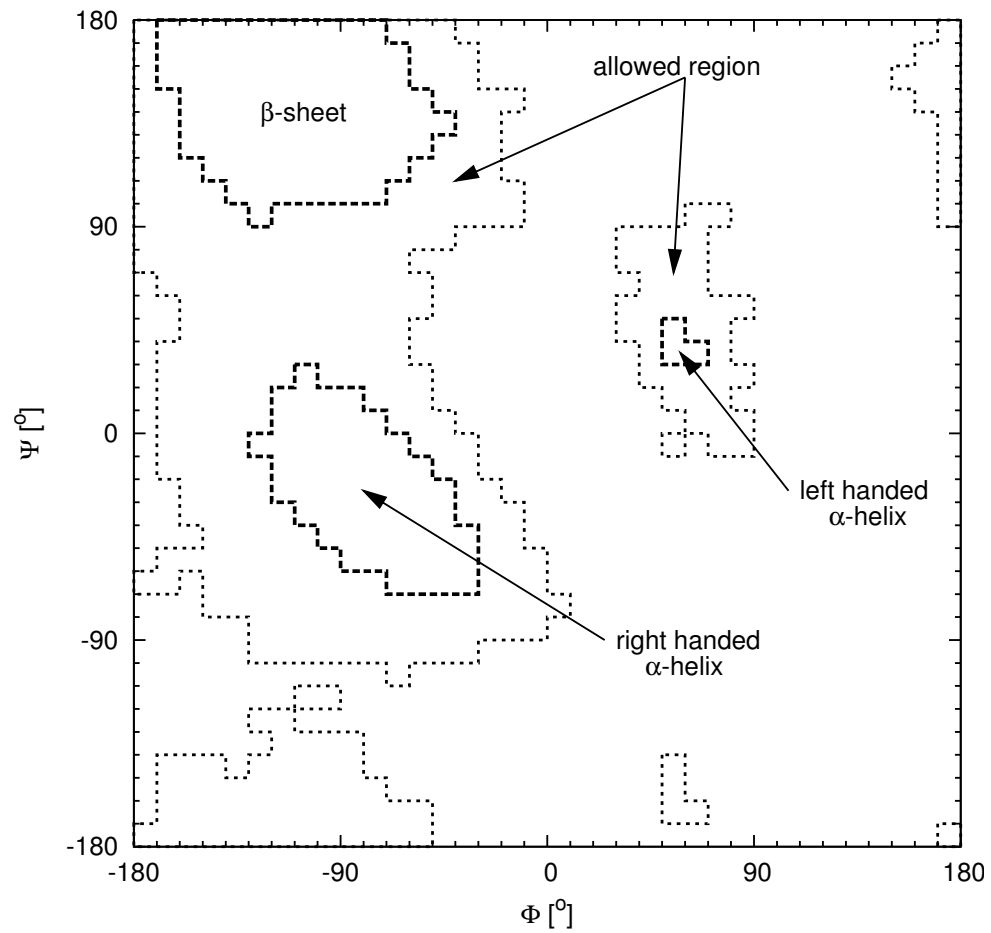 180
allowed region
β-sheet
90
Ψ [o]
0
left handed
α-helix
-90
right handed
α-helix
-180
-180
-90
0
90
180
Φ [o]